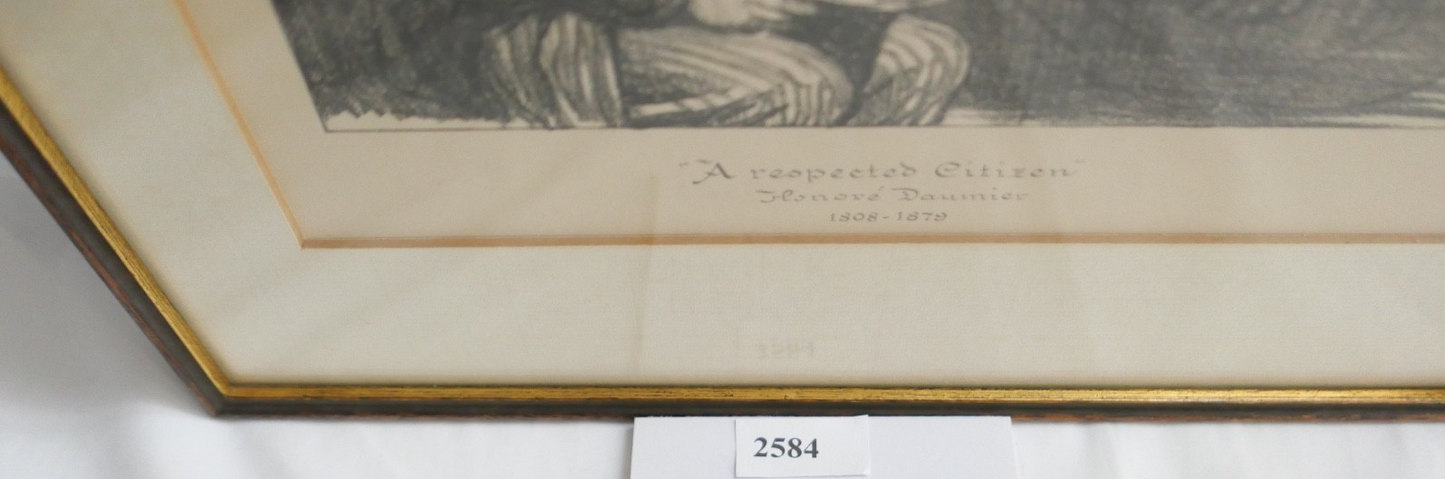 "A respected Citizen"
Honoré Daumier
1808-1879
2584